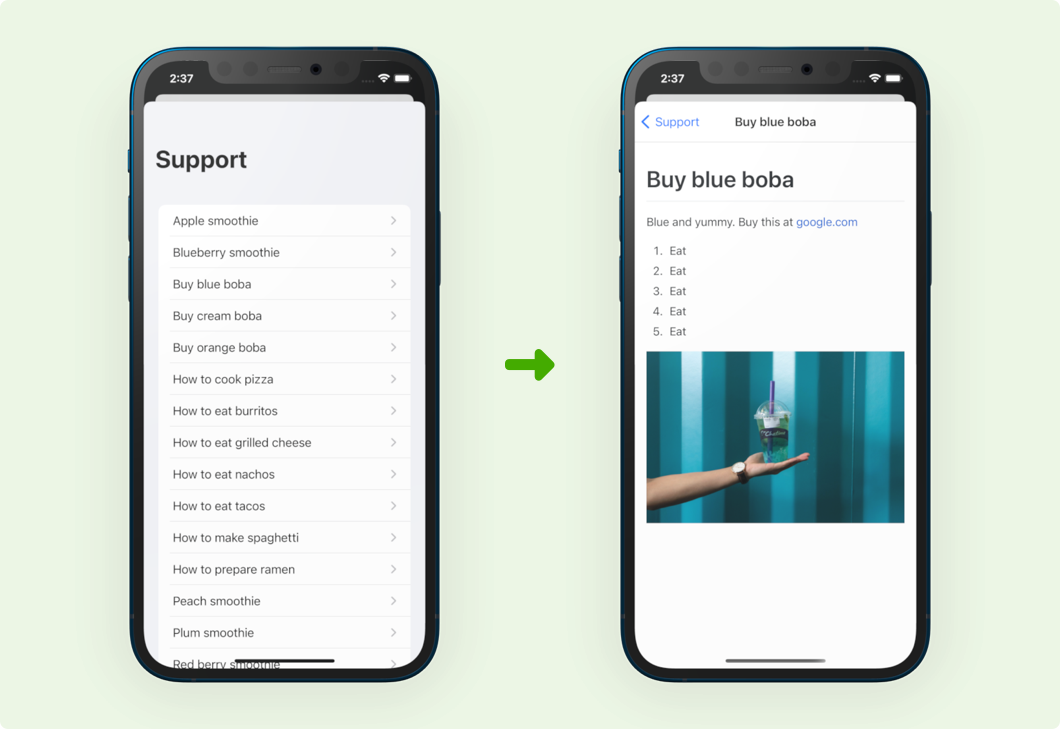 2:37
Support
Apple smoothie
Blueberry smoothie
Buy blue boba
Buy cream boba
Buy orange boba
How to cook pizza
How to eat burritos
How to eat grilled cheese
How to eat nachos
How to eat tacos
How to make spaghetti
How to prepare ramen
Peach smoothie
Plum smoothie
Red berry smoothie
2:37
Support
Buy blue boba
Buy blue boba
Blue and yummy. Buy this at google.com
1. Eat
2. Eat
3. Eat
4. Eat
5. Eat